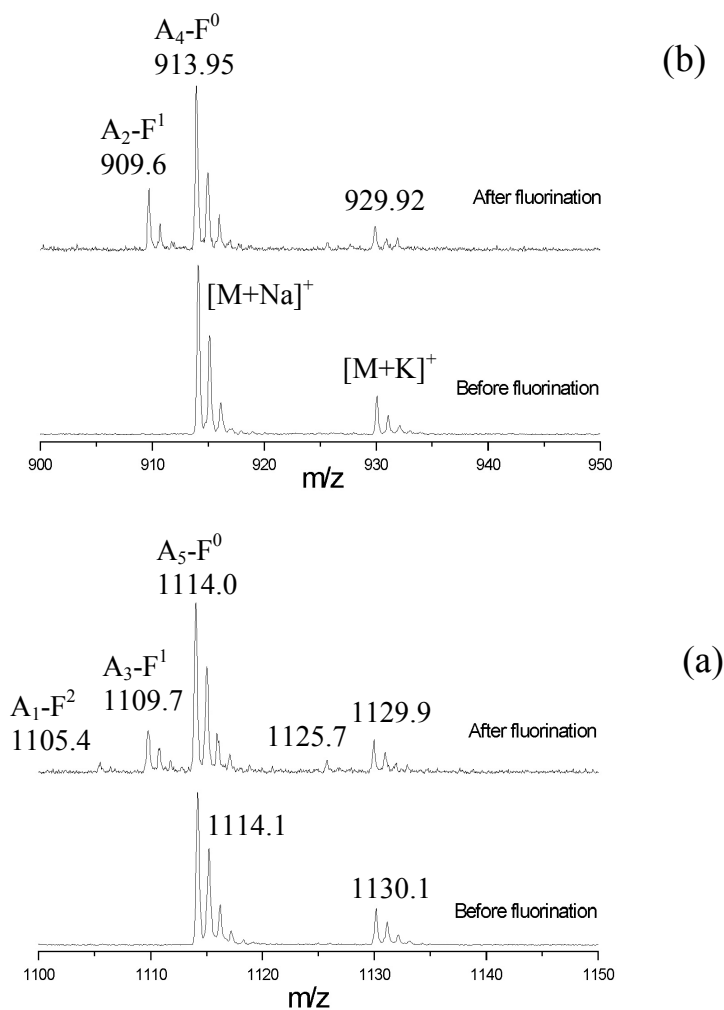 A₄-F⁰
(b)
913.95
A₂-F¹
909.6
929.92
After fluorination
[M+Na]⁺
[M+K]⁺
Before fluorination
900 910 920 930 940 950
m/z
A₅-F⁰
1114.0
(a)
A₃-F¹
1109.7
A₁-F²
1105.4
1129.9
1125.7
After fluorination
1114.1
1130.1
Before fluorination
1100 1110 1120 1130 1140 1150
m/z